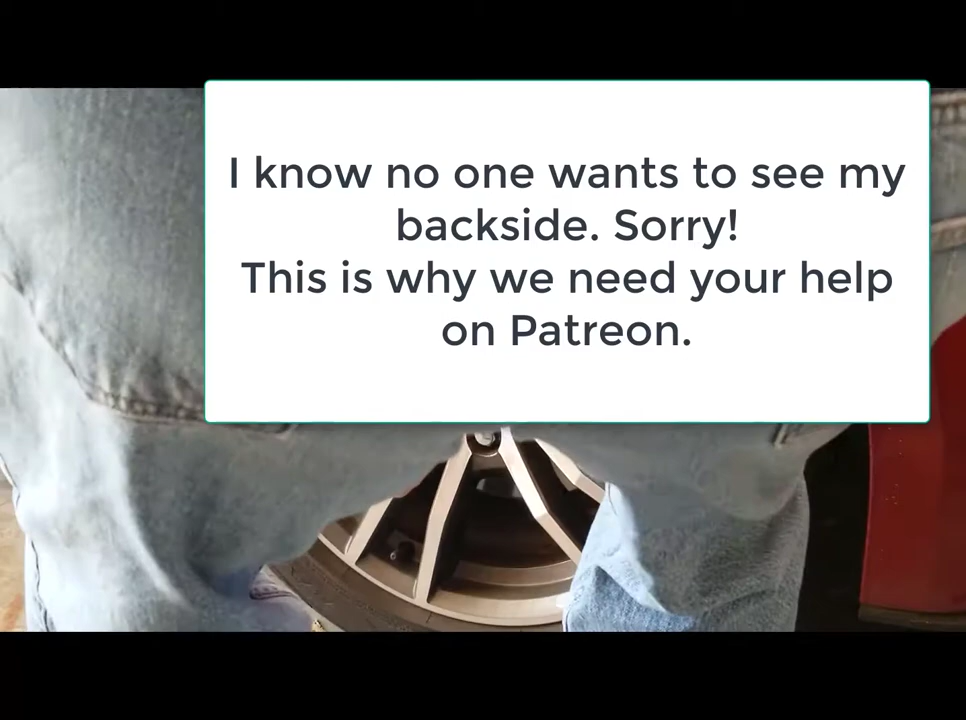 I know no one wants to see my
backside. Sorry!
This is why we need your help
on Patreon.